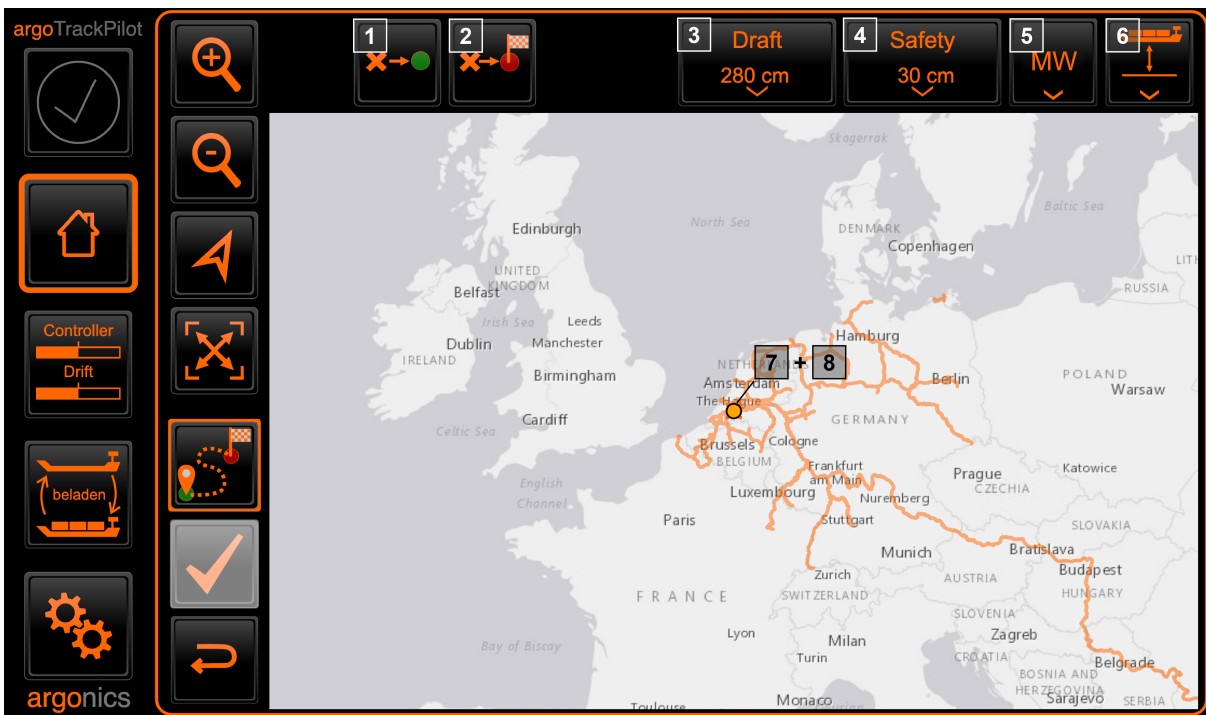 argoTrackPilot
1
2
3
Draft
280 cm
4
Safety
30 cm
5
MW
6
Controller
Drift
beladen
argonics
Skagerrak
Baltic Sea
North Sea
Edinburgh
DENMARK
Copenhagen
UNITED
KINGDOM
LITH
RUSSIA
Belfast
Irish Sea
Leeds
Hamburg
Dublin
Manchester
IRELAND
NETHERLANDS
7 + 8
Birmingham
Amsterdam
Berlin
POLAND
Warsaw
The Hague
Cardiff
GERMANY
Celtic Sea
Brussels
Cologne
BELGIUM
Frankfurt
am Main
Prague
Katowice
English
Channel
Luxembourg
Nuremberg
CZECHIA
Paris
Stuttgart
SLOVAKIA
Munich
Bratislava
Zurich
AUSTRIA
Budapest
FRANCE
SWITZERLAND
HUNGARY
SLOVENIA
Lyon
Milan
Zagreb
Bay of Biscay
Turin
CROATIA
Belgrade
BOSNIA AND
HERZEGOVINA
Monaco
Sarajevo
SERBIA
Toulouse